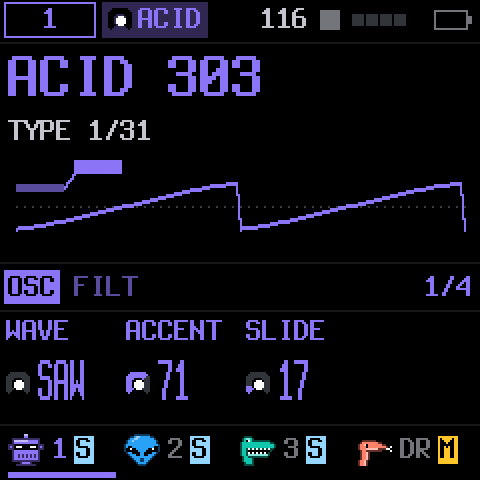 1 ACID 116
ACID 303
TYPE 1/31
OSC FILT 1/4
WAVE ACCENT SLIDE
SAW 71 17
1 S 2 S 3 S DR M